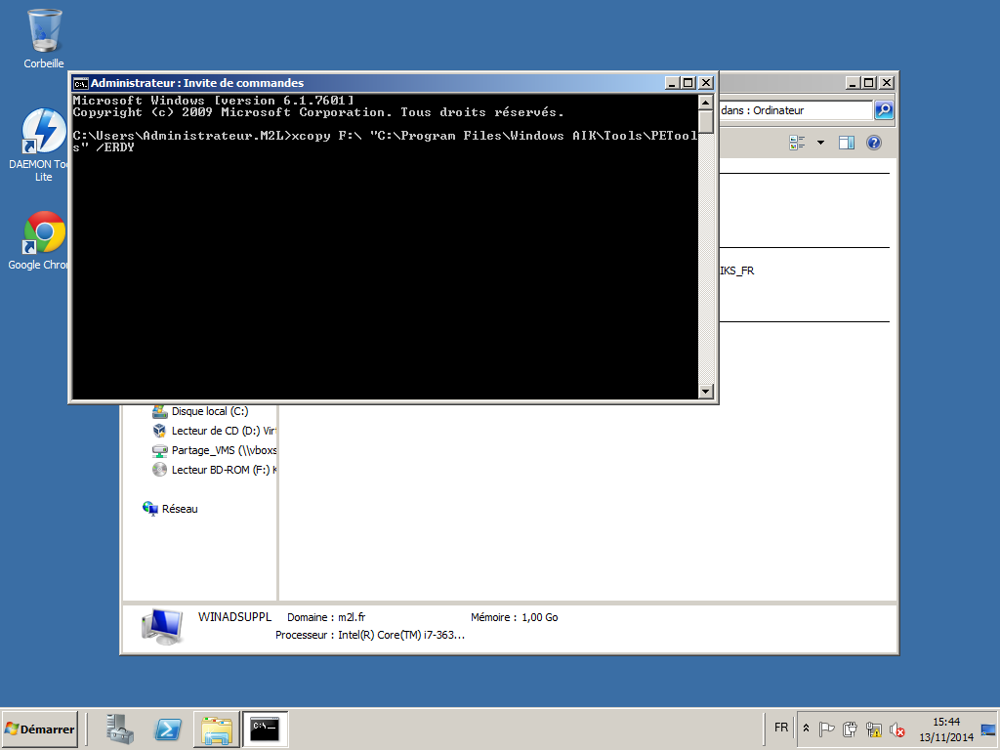 Corbeille
DAEMON Too
Lite
Google Chron
Administrateur : Invite de commandes
Microsoft Windows [version 6.1.7601]
Copyright (c) 2009 Microsoft Corporation. Tous droits réservés.
C:\Users\Administrateur.M2L>xcopy F:\ "C:\Program Files\Windows AIK\Tools\PETool
s" /ERDY
dans : Ordinateur
IKS_FR
Disque local (C:)
Lecteur de CD (D:) Virt
Partage_VMS (\\vboxs
Lecteur BD-ROM (F:) K
Réseau
WINADSUPPL Domaine : m2l.fr Mémoire : 1,00 Go
Processeur : Intel(R) Core(TM) i7-363...
Démarrer
C:\_
FR
15:44
13/11/2014